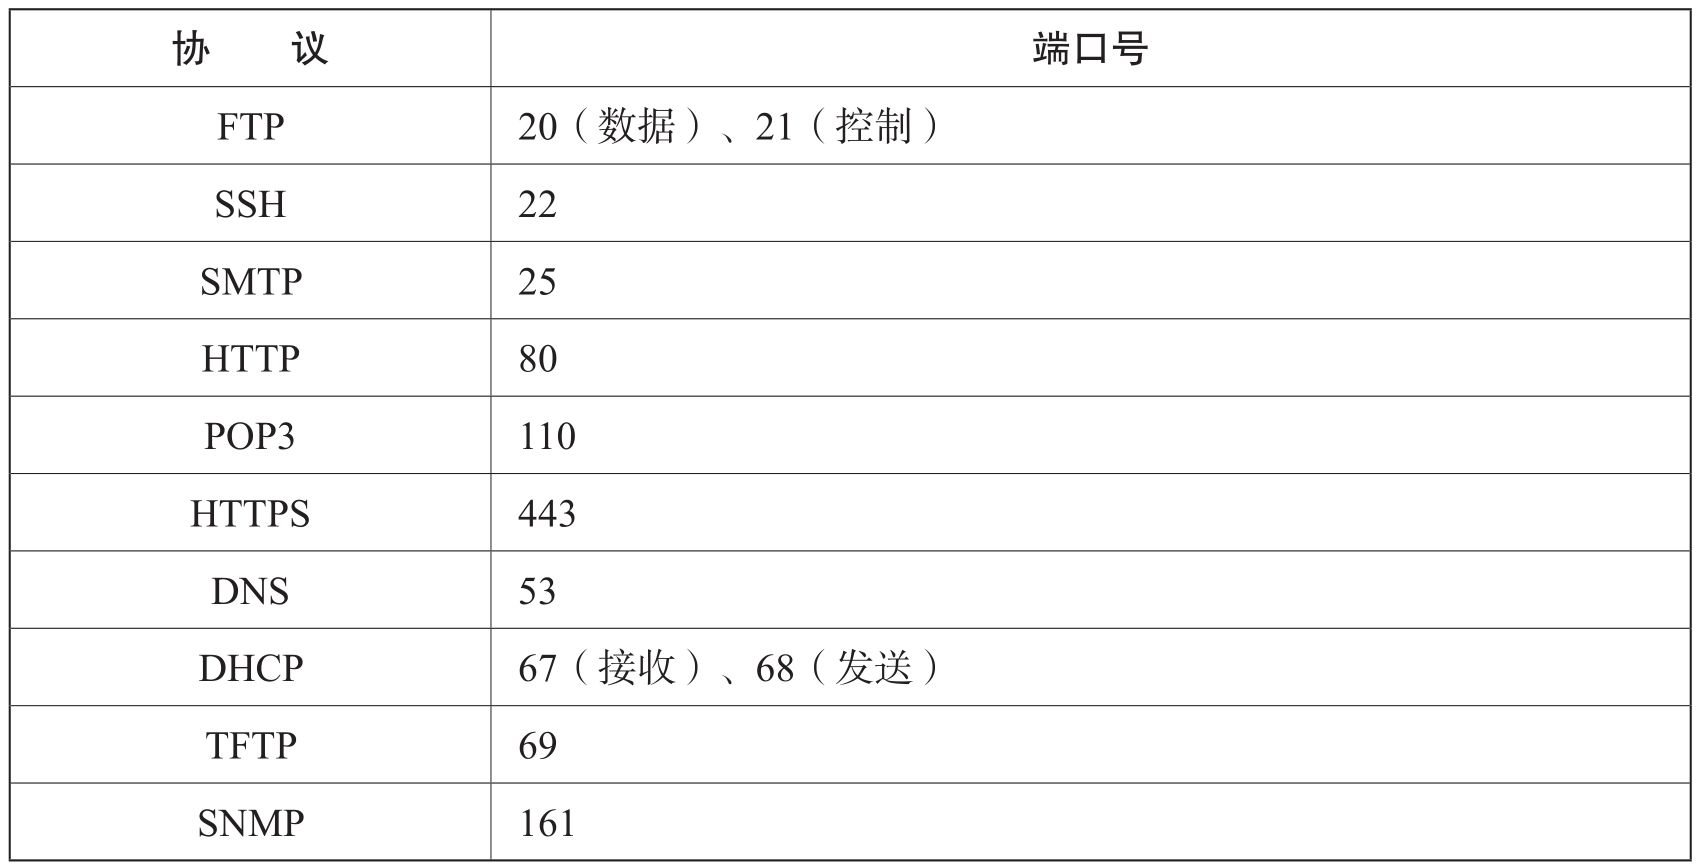 协 议 端口号
FTP 20（数据）、21（控制）
SSH 22
SMTP 25
HTTP 80
POP3 110
HTTPS 443
DNS 53
DHCP 67（接收）、68（发送）
TFTP 69
SNMP 161